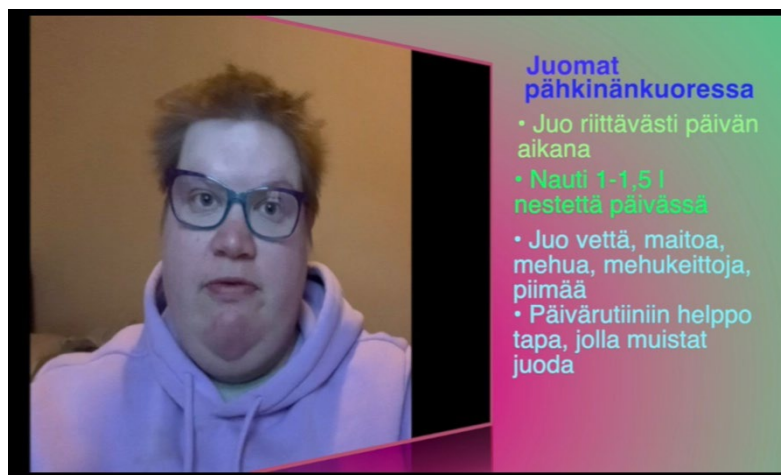 Juomat
pähkinänkuoressa
• Juo riittävästi päivän
aikana
• Nauti 1-1,5 l
nestettä päivässä
• Juo vettä, maitoa,
mehua, mehukeittoja,
piimää
• Päivärutiiniin helppo
tapa, jolla muistat
juoda